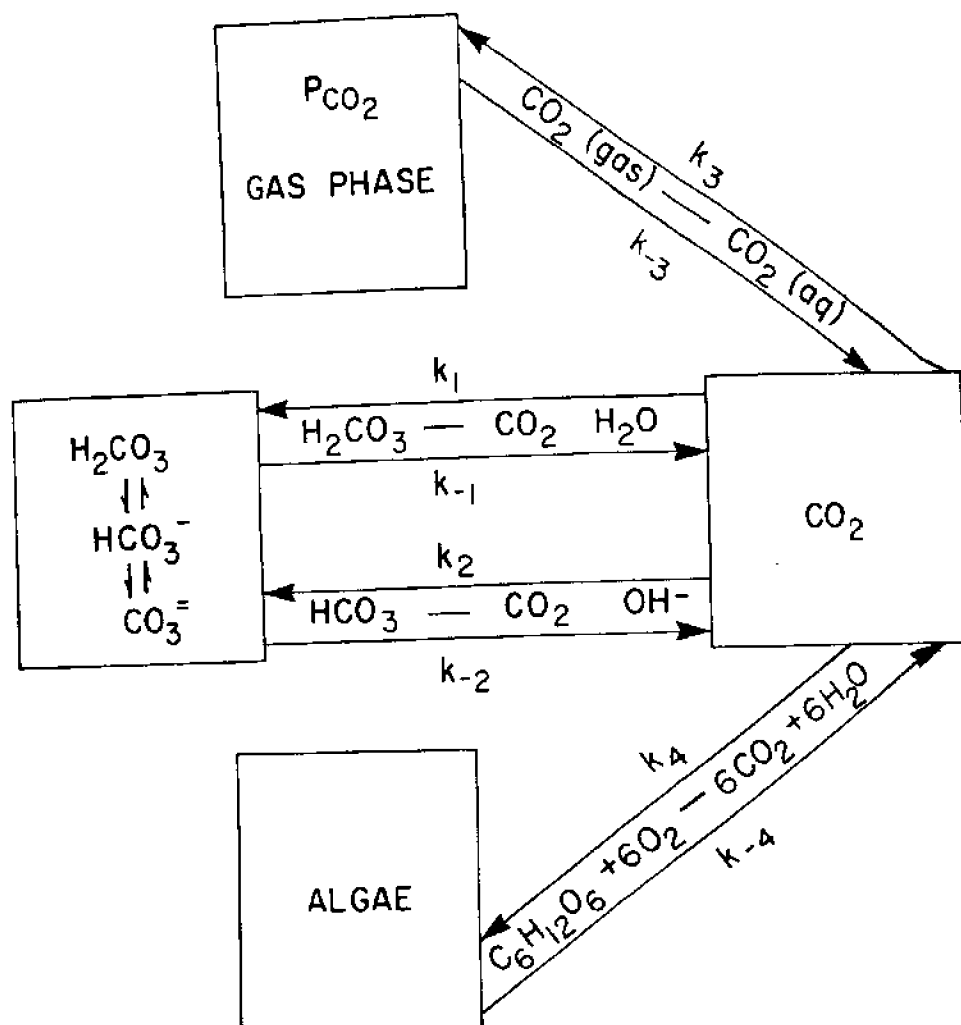 P_CO₂
GAS PHASE
k₃
CO₂ (gas) — CO₂ (aq)
k₋₃
k₁
H₂CO₃ — CO₂ H₂O
k₋₁
H₂CO₃
⇌
HCO₃⁻
⇌
CO₃⁼
CO₂
k₂
HCO₃ — CO₂ OH⁻
k₋₂
k₄
C₆H₁₂O₆ + 6O₂ — 6CO₂ + 6H₂O
k₋₄
ALGAE